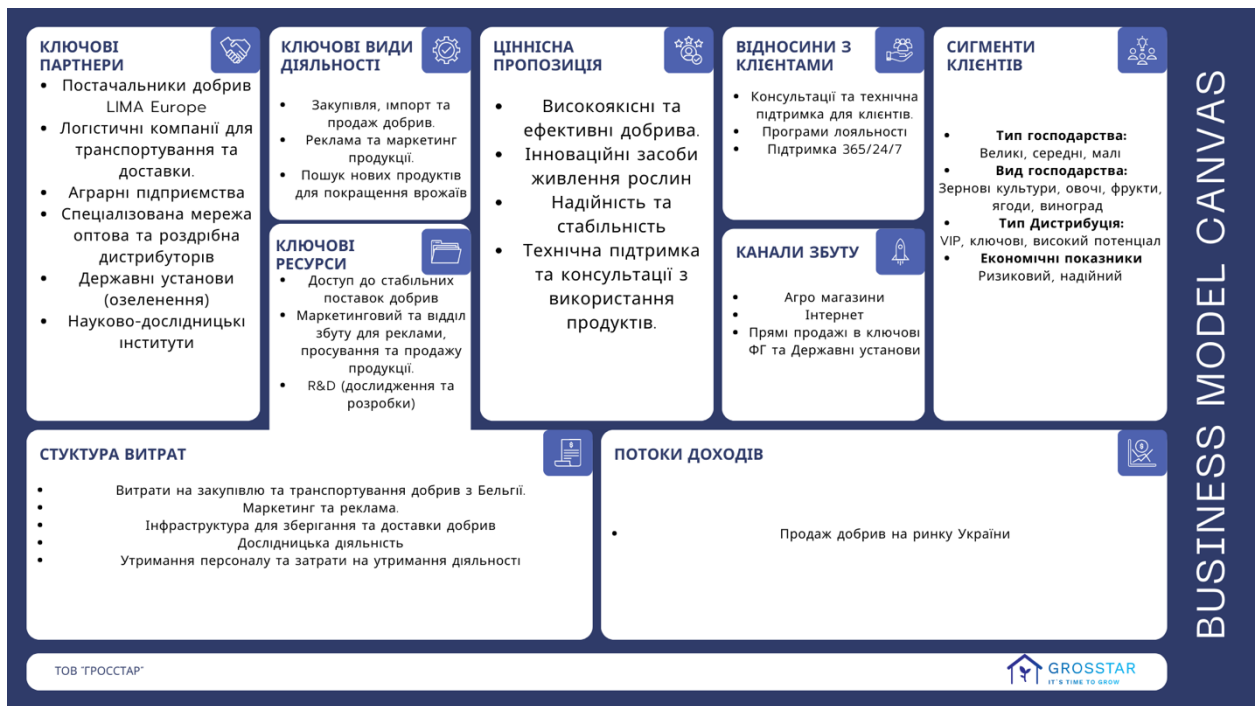 КЛЮЧОВІ
ПАРТНЕРИ
• Постачальники добрив
LIMA Europe
• Логістичні компанії для
транспортування та
доставки.
• Аграрні підприємства
• Спеціалізована мережа
оптова та роздрібна
дистрибуторів
• Державні установи
(озеленення)
• Науково-дослідницькі
інститути
КЛЮЧОВІ ВИДИ
ДІЯЛЬНОСТІ
• Закупівля, імпорт та
продаж добрив.
• Реклама та маркетинг
продукції.
• Пошук нових продуктів
для покращення врожаїв
КЛЮЧОВІ
РЕСУРСИ
• Доступ до стабільних
поставок добрив
• Маркетинговий та відділ
збуту для реклами,
просування та продажу
продукції.
• R&D (дослидження та
розробки)
ЦІННІСНА
ПРОПОЗИЦІЯ
• Високоякісні та
ефективні добрива.
• Інноваційні засоби
живлення рослин
• Надійність та
стабільність
• Технічна підтримка
та консультації з
використання
продуктів.
ВІДНОСИНИ З
КЛІЄНТАМИ
• Консультації та технічна
підтримка для клієнтів.
• Програми лояльності
• Підтримка 365/24/7
КАНАЛИ ЗБУТУ
• Агро магазини
• Інтернет
• Прямі продажі в ключові
ФГ та Державні установи
СИГМЕНТИ
КЛІЄНТІВ
• Тип господарства:
Великі, середні, малі
• Вид господарства:
Зернові культури, овочі, фрукти,
ягоди, виноград
• Тип Дистрибуція:
VIP, ключові, високий потенціал
• Економічні показники
Ризиковий, надійний
СТУКТУРА ВИТРАТ
• Витрати на закупівлю та транспортування добрив з Бельгії.
• Маркетинг та реклама.
• Інфраструктура для зберігання та доставки добрив
• Дослідницька діяльність
• Утримання персоналу та затрати на утримання діяльності
ПОТОКИ ДОХОДІВ
• Продаж добрив на ринку України
BUSINESS MODEL CANVAS
ТОВ "ГРОССТАР"
GROSSTAR
IT'S TIME TO GROW